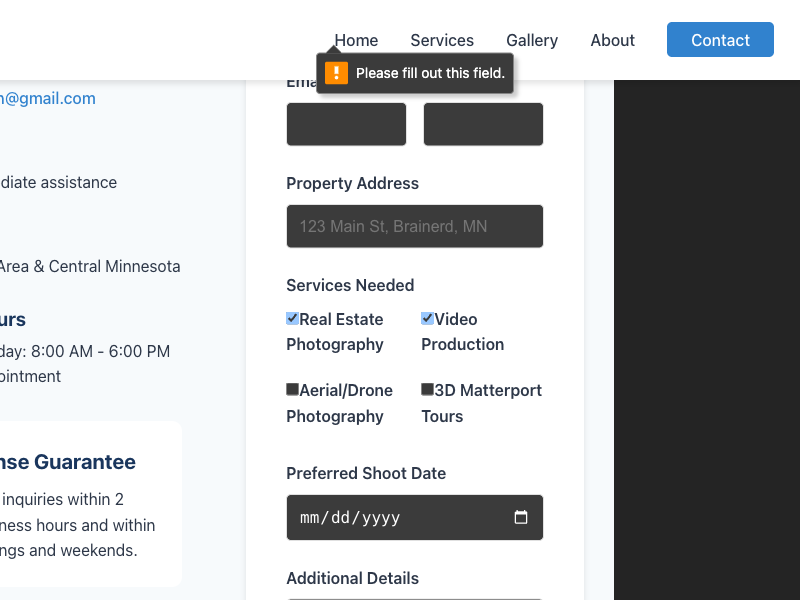 Home Services Gallery About Contact
Please fill out this field.
n@gmail.com
diate assistance
Area & Central Minnesota
urs
day: 8:00 AM - 6:00 PM
ointment
nse Guarantee
inquiries within 2
ness hours and within
ngs and weekends.
Property Address
123 Main St, Brainerd, MN
Services Needed
Real Estate Photography
Video Production
Aerial/Drone Photography
3D Matterport Tours
Preferred Shoot Date
mm/dd/yyyy
Additional Details